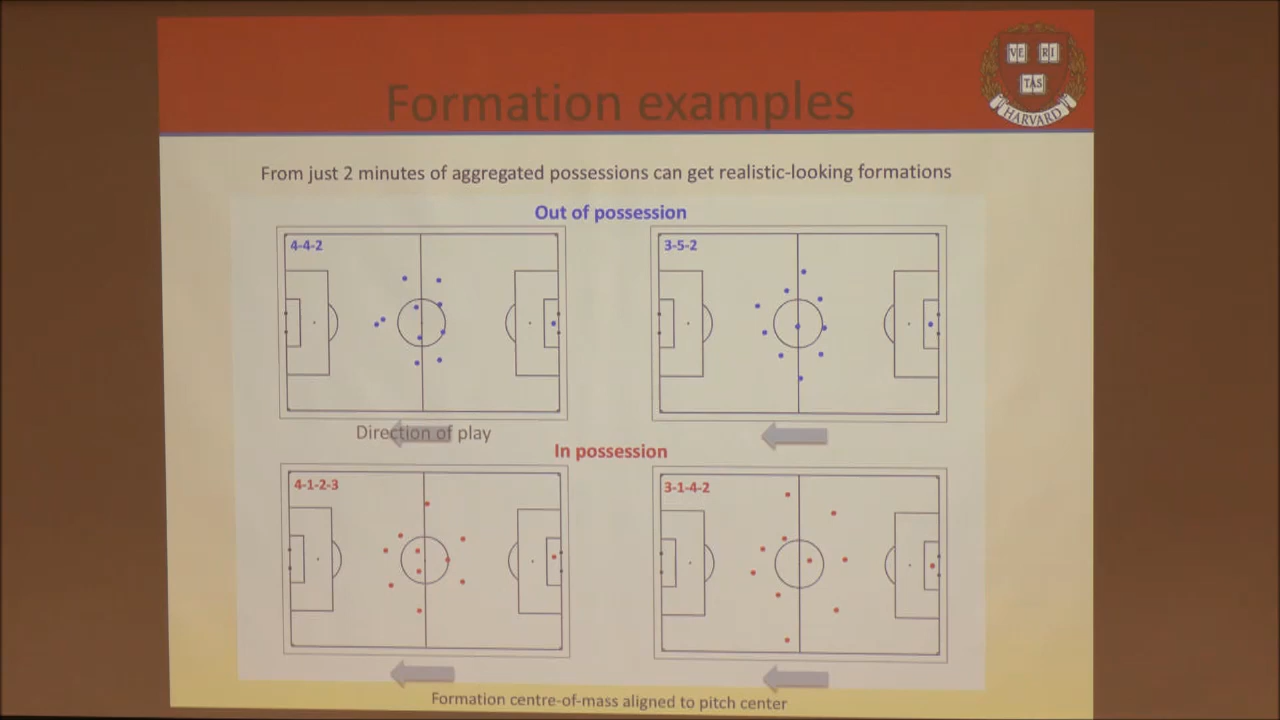 Formation examples
VE RI
TAS
HARVARD
From just 2 minutes of aggregated possessions can get realistic-looking formations
Out of possession
4-4-2
3-5-2
Direction of play
In possession
4-1-2-3
3-1-4-2
Formation centre-of-mass aligned to pitch center